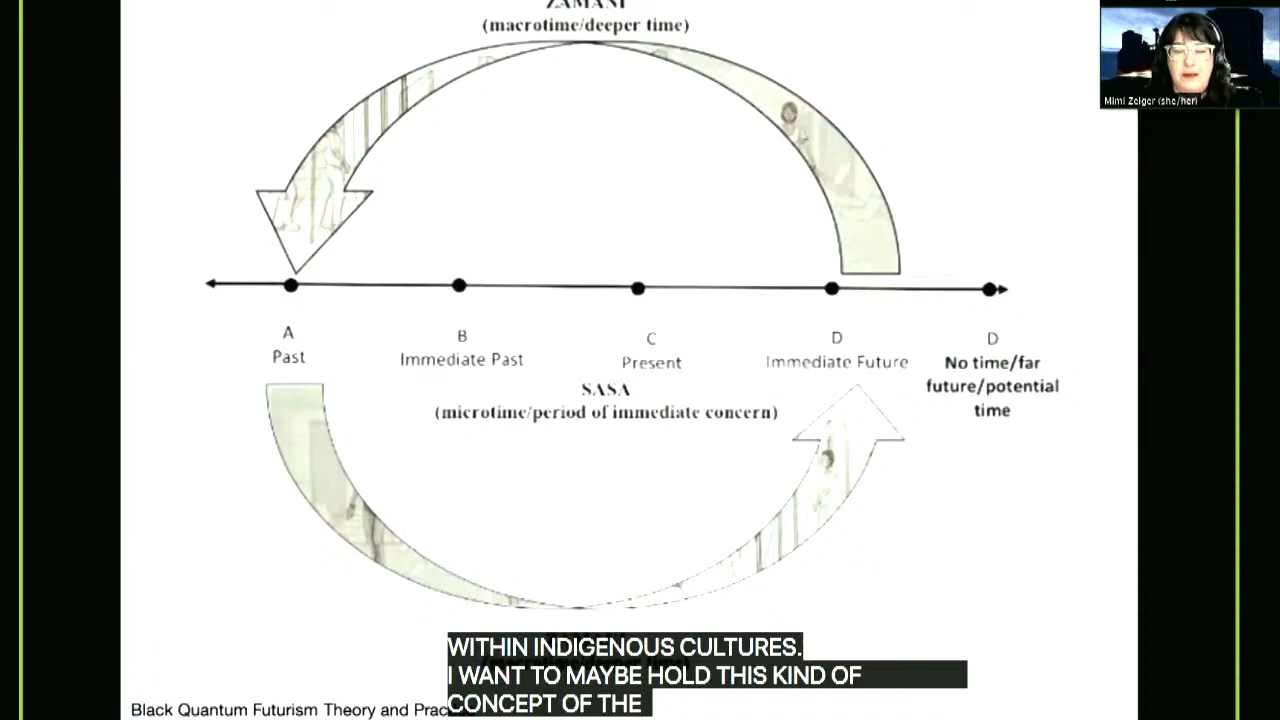 ZAMANI
(macrotime/deeper time)
Mimi Zeiger (she/her)
A
Past
B
Immediate Past
C
Present
D
Immediate Future
D
No time/far
future/potential
time
SASA
(microtime/period of immediate concern)
WITHIN INDIGENOUS CULTURES.
I WANT TO MAYBE HOLD THIS KIND OF
CONCEPT OF THE
Black Quantum Futurism Theory and